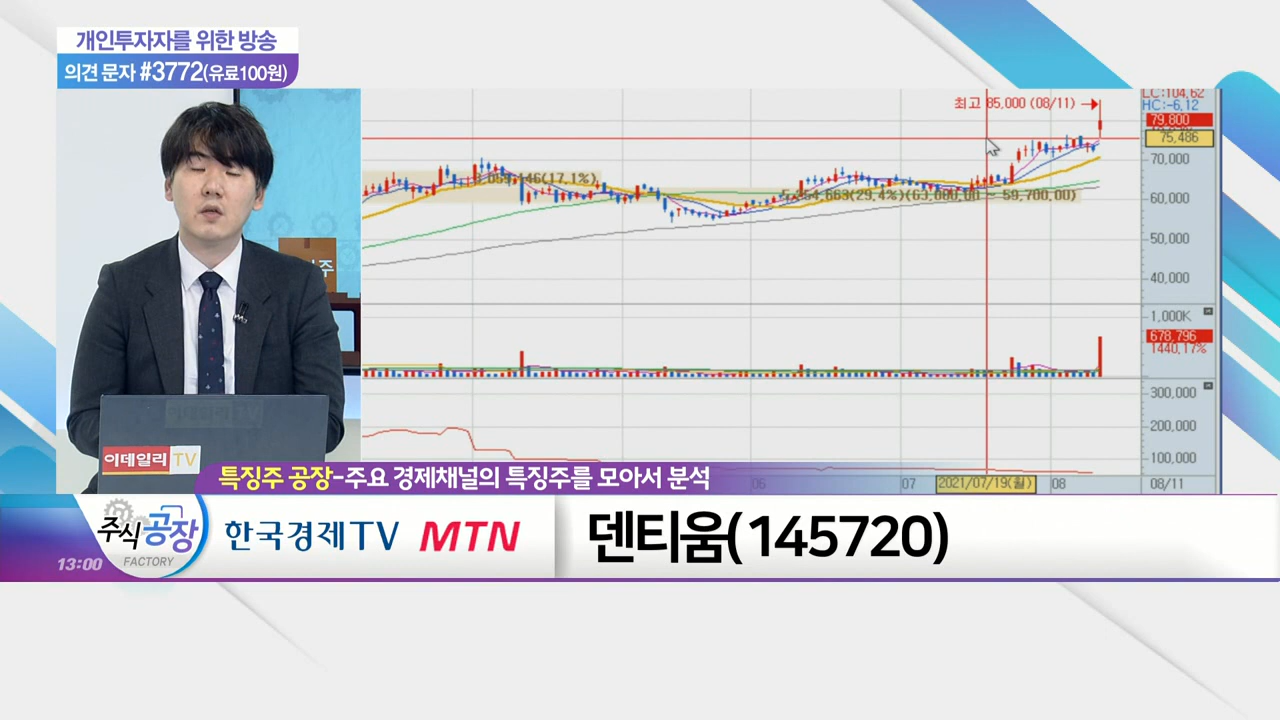 개인투자자를 위한 방송
의견 문자 #3772(유료100원)
최고 85,000 (08/11)
LC:104,62
HC:-6,12
79,800
75,486
70,000
60,000
50,000
40,000
1,000K
678,796
1440,17%
300,000
200,000
100,000
06
07
2021/07/19(월)
08
08/11
이데일리 TV
특징주 공장-주요 경제채널의 특징주를 모아서 분석
13:00
주식공장
FACTORY
한국경제TV
MTN
덴티움(145720)